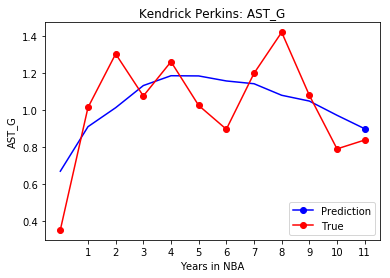 Kendrick Perkins: AST_G
AST_G
1.4
1.2
1.0
0.8
0.6
0.4
1 2 3 4 5 6 7 8 9 10 11
Years in NBA
Prediction
True